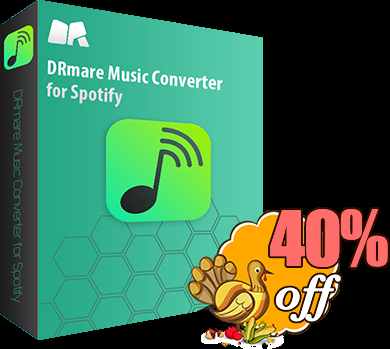 DRmare Music Converter
for Spotify
DRmare Music Converter for Spotify
40%
off